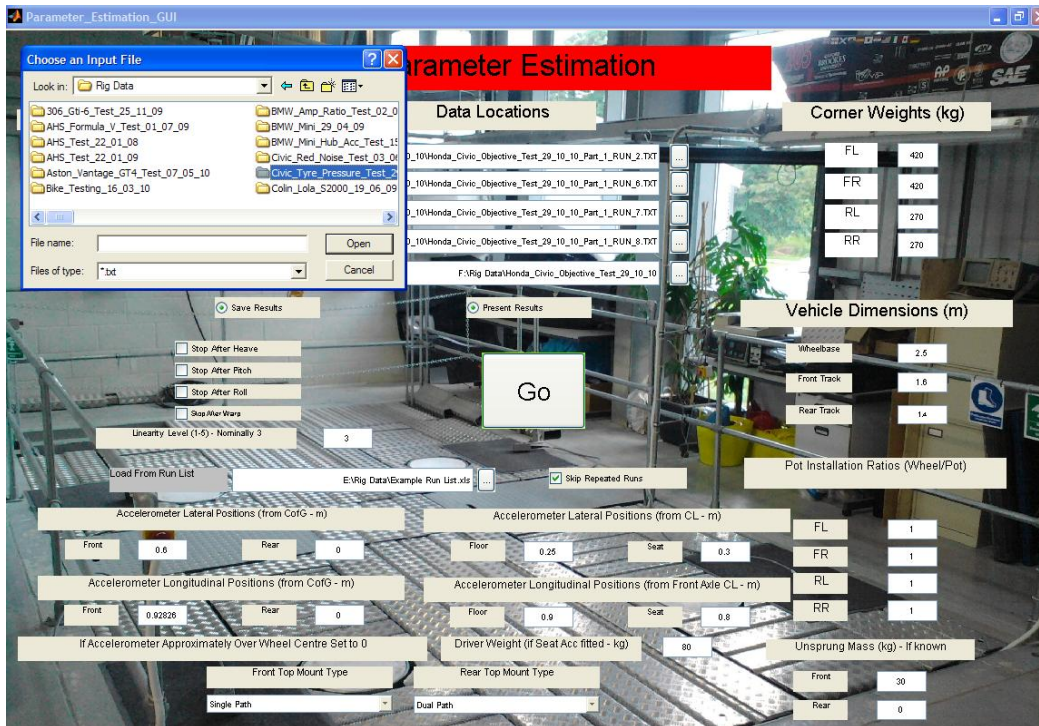 Parameter_Estimation_GUI
Choose an Input File
Look in: Rig Data
306_Gti-6_Test_25_11_09
AHS_Formula_V_Test_01_07_09
AHS_Test_22_01_08
AHS_Test_22_01_09
Aston_Vantage_GT4_Test_07_05_10
Bike_Testing_16_03_10
BMW_Amp_Ratio_Test_02_0
BMW_Mini_29_04_09
BMW_Mini_Hub_Acc_Test_15
Civic_Red_Noise_Test_03_06
Civic_Tyre_Pressure_Test_2
Colin_Lola_S2000_19_06_09
File name:
Open
Files of type: *.txt
Cancel
arameter Estimation
Data Locations
0_10\Honda_Civic_Objective_Test_29_10_10_Part_1_RUN_2.TXT ...
0_10\Honda_Civic_Objective_Test_29_10_10_Part_1_RUN_6.TXT ...
0_10\Honda_Civic_Objective_Test_29_10_10_Part_1_RUN_7.TXT ...
0_10\Honda_Civic_Objective_Test_29_10_10_Part_1_RUN_8.TXT ...
F:\Rig Data\Honda_Civic_Objective_Test_29_10_10 ...
BROOKES
AP
SAE
Corner Weights (kg)
FL 420
FR 420
RL 270
RR 270
Save Results
Present Results
Stop After Heave
Stop After Pitch
Stop After Roll
Stop After Warp
Go
Linearity Level (1-5) - Nominally 3 3
Vehicle Dimensions (m)
Wheelbase 2.5
Front Track 1.6
Rear Track 1.4
Load From Run List E:\Rig Data\Example Run List.xls ...
Skip Repeated Runs
Pot Installation Ratios (Wheel/Pot)
FL 1
FR 1
RL 1
RR 1
Accelerometer Lateral Positions (from CofG - m)
Front 0.6 Rear 0
Accelerometer Lateral Positions (from CL - m)
Floor 0.25 Seat 0.3
Accelerometer Longitudinal Positions (from CofG - m)
Front 0.92826 Rear 0
Accelerometer Longitudinal Positions (from Front Axle CL - m)
Floor 0.9 Seat 0.8
If Accelerometer Approximately Over Wheel Centre Set to 0
Driver Weight (if Seat Acc fitted - kg) 80
Unsprung Mass (kg) - If known
Front 30
Rear 0
Front Top Mount Type
Single Path
Rear Top Mount Type
Dual Path